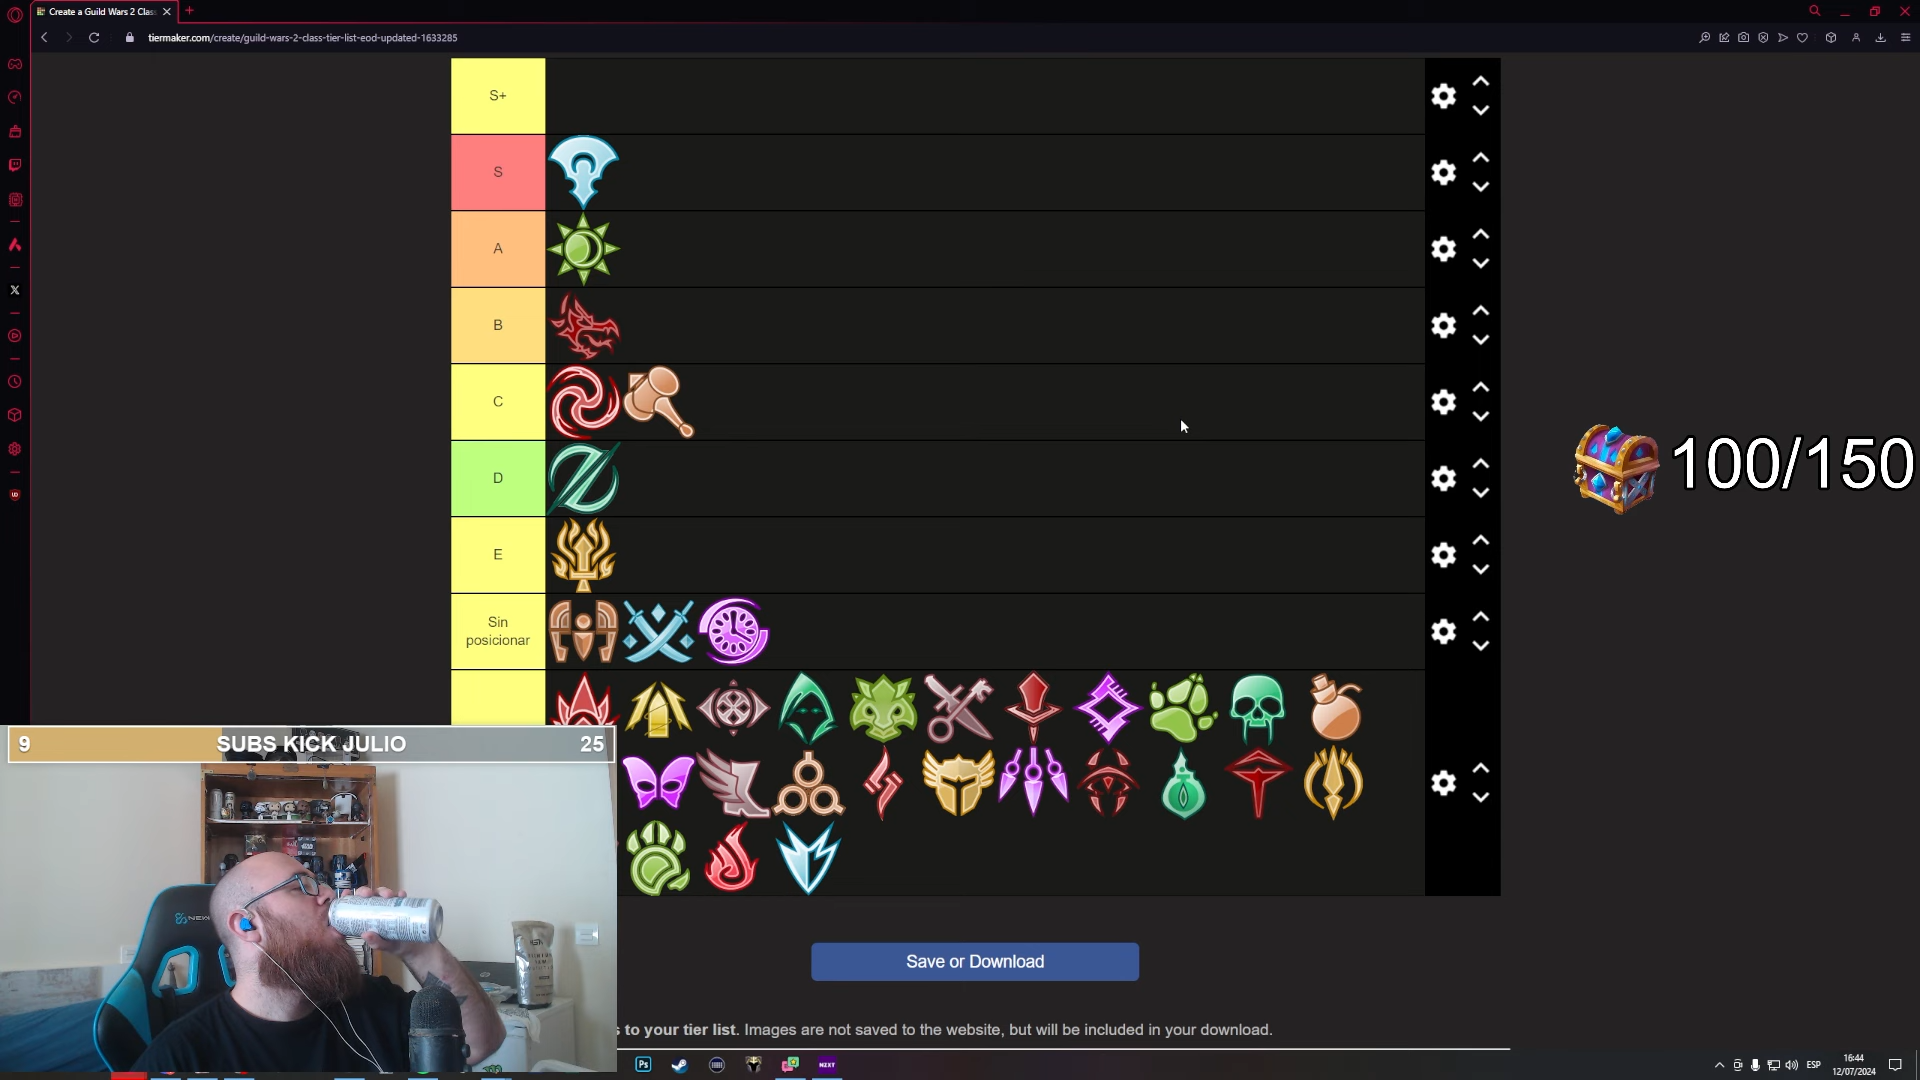 Create a Guild Wars 2 Clas
tiermaker.com/create/guild-wars-2-class-tier-list-eod-updated-1633285
S+
S
A
B
C
D
E
Sin
posicionar
100/150
9 SUBS KICK JULIO 25
Save or Download
s to your tier list. Images are not saved to the website, but will be included in your download.
Ps
NZXT
ESP
16:44
12/07/2024